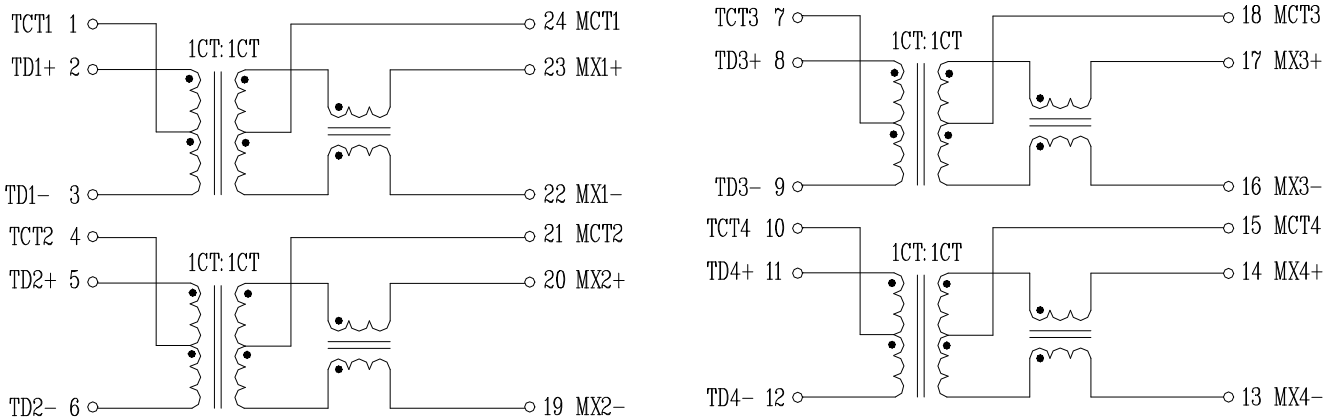 TCT1 1
24 MCT1
1CT:1CT
TD1+ 2
23 MX1+
TD1- 3
22 MX1-
TCT2 4
21 MCT2
1CT:1CT
TD2+ 5
20 MX2+
TD2- 6
19 MX2-
TCT3 7
18 MCT3
1CT:1CT
TD3+ 8
17 MX3+
TD3- 9
16 MX3-
TCT4 10
15 MCT4
1CT:1CT
TD4+ 11
14 MX4+
TD4- 12
13 MX4-